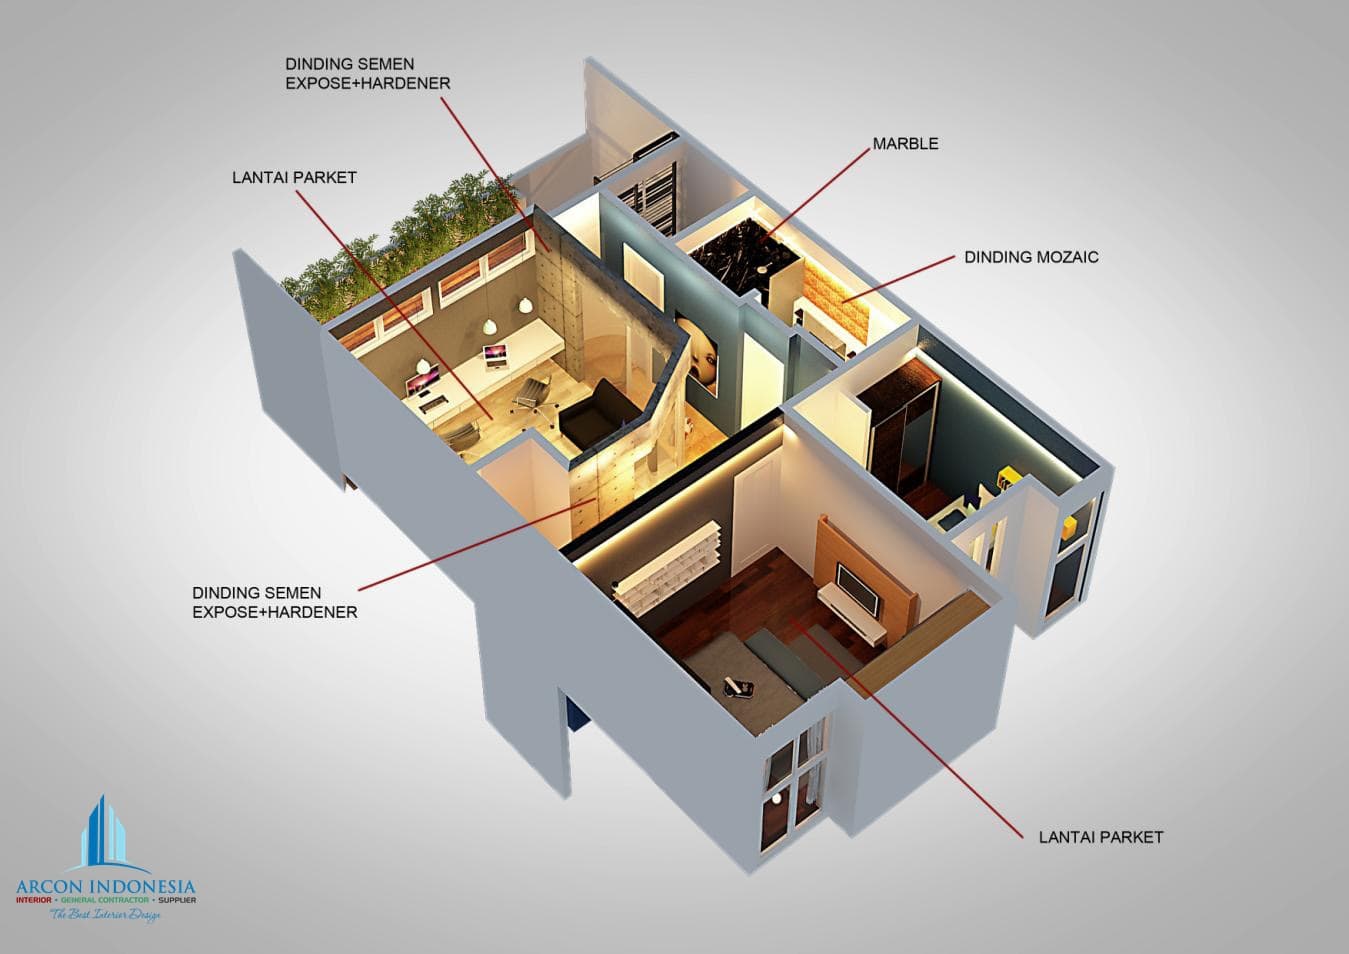 DINDING SEMEN
EXPOSE+HARDENER
LANTAI PARKET
MARBLE
DINDING MOZAIC
DINDING SEMEN
EXPOSE+HARDENER
LANTAI PARKET
ARCON INDONESIA
INTERIOR • GENERAL CONTRACTOR • SUPPLIER
"The Best Interior Design